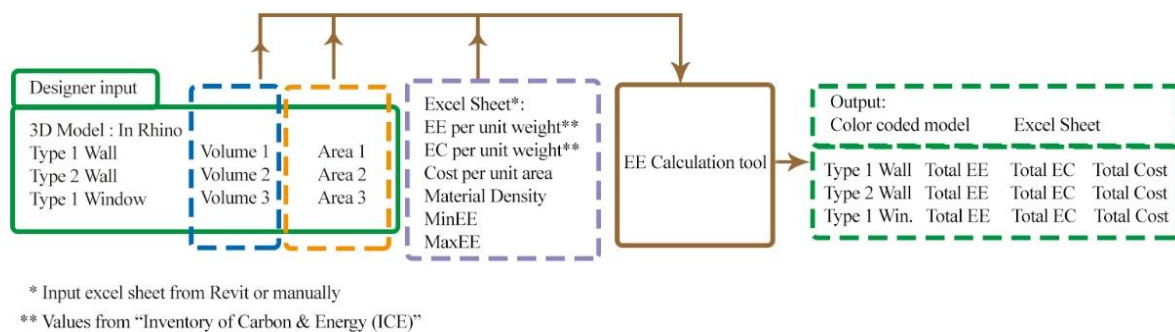 Designer input
3D Model : In Rhino
Type 1 Wall
Type 2 Wall
Type 1 Window
Volume 1
Volume 2
Volume 3
Area 1
Area 2
Area 3
Excel Sheet*:
EE per unit weight**
EC per unit weight**
Cost per unit area
Material Density
MinEE
MaxEE
EE Calculation tool
Output:
Color coded model Excel Sheet
Type 1 Wall Total EE Total EC Total Cost
Type 2 Wall Total EE Total EC Total Cost
Type 1 Win. Total EE Total EC Total Cost
* Input excel sheet from Revit or manually
** Values from “Inventory of Carbon & Energy (ICE)”